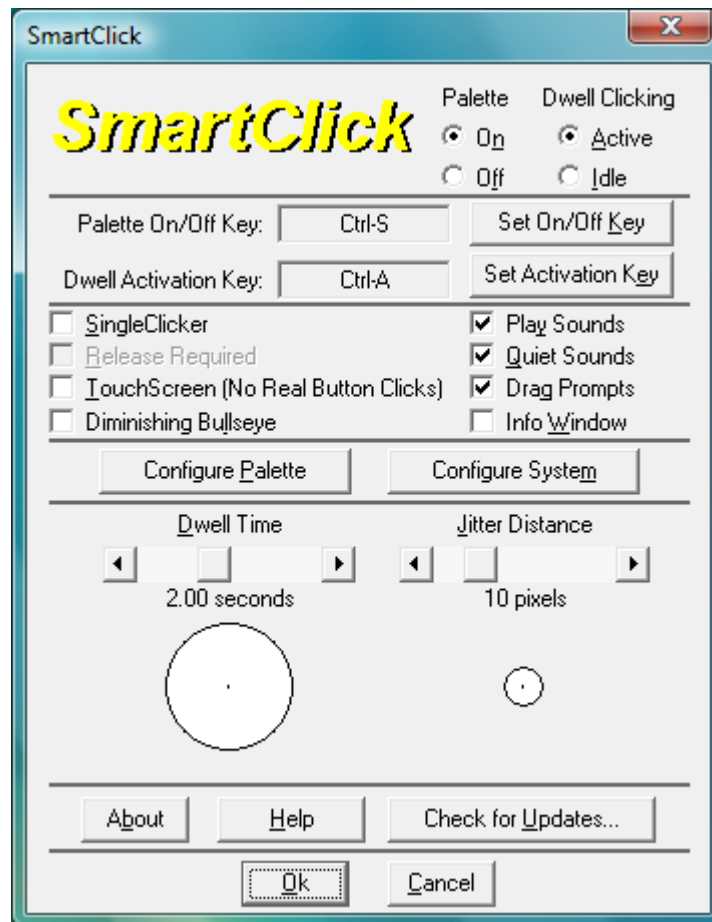 SmartClick
SmartClick
Palette
On
Off
Dwell Clicking
Active
Idle
Palette On/Off Key: Ctrl-S Set On/Off Key
Dwell Activation Key: Ctrl-A Set Activation Key
SingleClicker
Release Required
TouchScreen (No Real Button Clicks)
Diminishing Bullseye
Play Sounds
Quiet Sounds
Drag Prompts
Info Window
Configure Palette Configure System
Dwell Time
2.00 seconds
Jitter Distance
10 pixels
About Help Check for Updates...
Ok Cancel